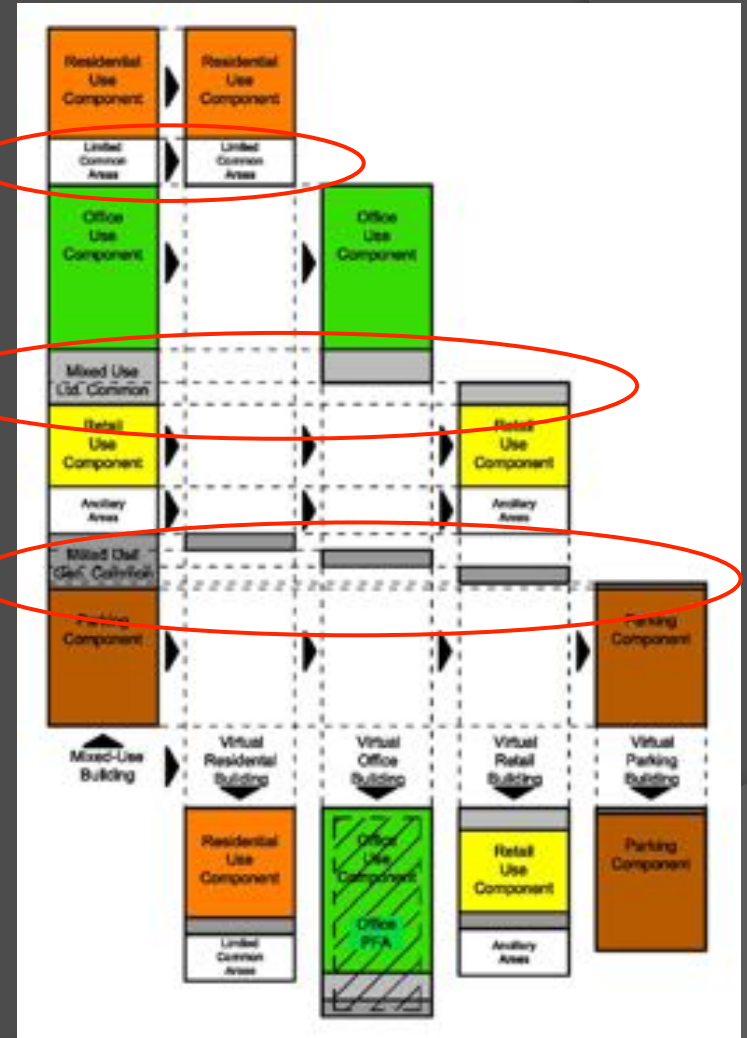 Residential
Use
Component
Residential
Use
Component
Limited
Common
Areas
Limited
Common
Areas
Office
Use
Component
Office
Use
Component
Mixed Use
Ltd. Common
Retail
Use
Component
Retail
Use
Component
Ancillary
Areas
Ancillary
Areas
Mixed Use
Gen. Common
Parking
Component
Parking
Component
Mixed-Use
Building
Virtual
Residential
Building
Virtual
Office
Building
Virtual
Retail
Building
Virtual
Parking
Building
Residential
Use
Component
Limited
Common
Areas
Office
Use
Component
Office
PFA
Retail
Use
Component
Ancillary
Areas
Parking
Component